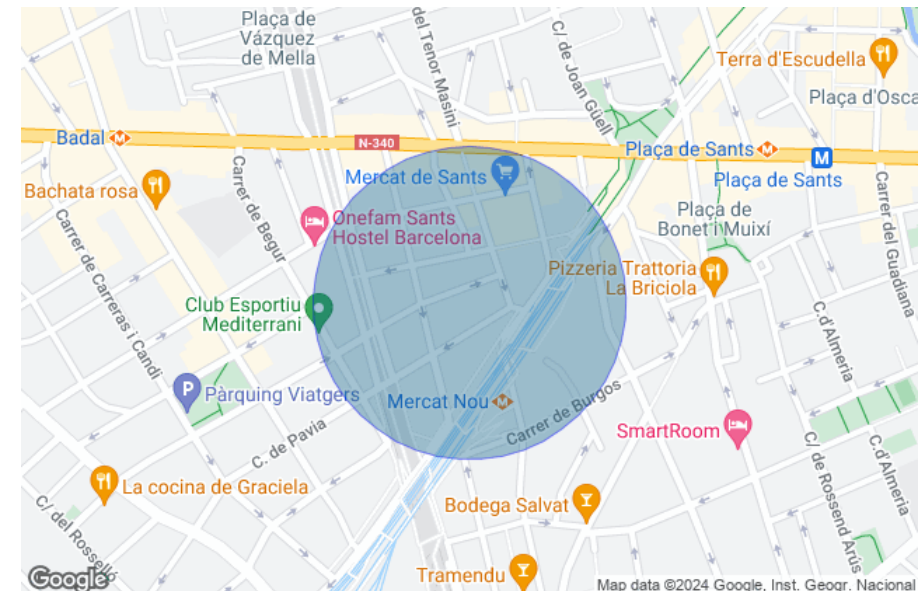 Plaça de
Vázquez
de Mella
del Tenor Masini
C/ de Joan Güell
Terra d'Escudella
Plaça d'Osca
Badal
N-340
Plaça de Sants
M
Plaça de Sants
Mercat de Sants
Bachata rosa
Carrer de Begur
Carrer del Guadiana
Onefam Sants
Hostel Barcelona
Plaça de
Bonet i Muixí
Carrer de Carreras i Candi
Pizzeria Trattoria
La Briciola
Club Esportiu
Mediterrani
C.d'Almeria
P
Pàrquing Viatgers
Mercat Nou
Carrer de Burgos
SmartRoom
C. de Pavia
C/ de Rossend Arús
C.d'Almeria
La cocina de Graciela
Bodega Salvat
C/ del Rosselló
Tramendu
Google
Map data ©2024 Google, Inst. Geogr. Nacional